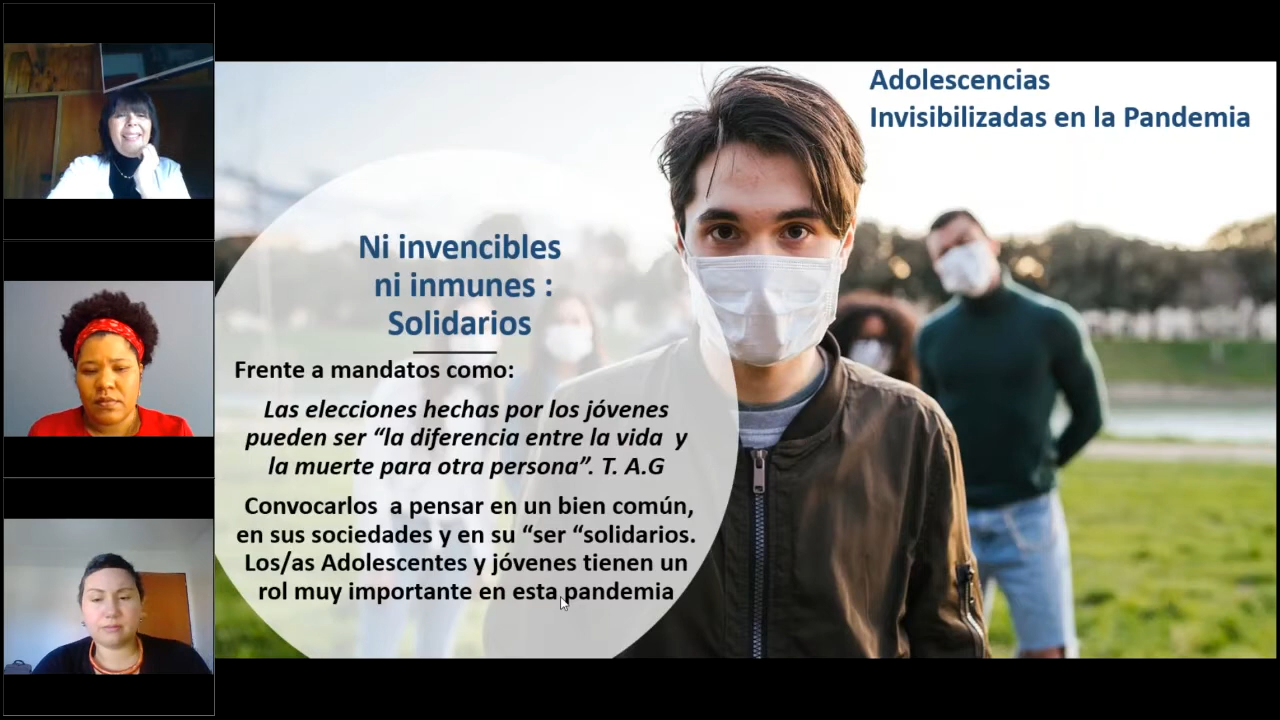 Adolescencias
Invisibilizadas en la Pandemia
Ni invencibles
ni inmunes :
Solidarios
Frente a mandatos como:
Las elecciones hechas por los jóvenes
pueden ser “la diferencia entre la vida y
la muerte para otra persona”. T. A.G
Convocarlos a pensar en un bien común,
en sus sociedades y en su “ser “solidarios.
Los/as Adolescentes y jóvenes tienen un
rol muy importante en esta pandemia